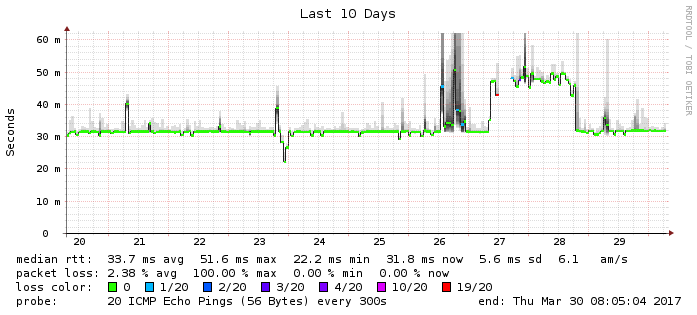 Last 10 Days
RRDTOOL / TOBI OETIKER
Seconds
60 m
50 m
40 m
30 m
20 m
10 m
0
20 21 22 23 24 25 26 27 28 29
median rtt: 33.7 ms avg 51.6 ms max 22.2 ms min 31.8 ms now 5.6 ms sd 6.1 am/s
packet loss: 2.38 % avg 100.00 % max 0.00 % min 0.00 % now
loss color: 0 1/20 2/20 3/20 4/20 10/20 19/20
probe: 20 ICMP Echo Pings (56 Bytes) every 300s end: Thu Mar 30 08:05:04 2017